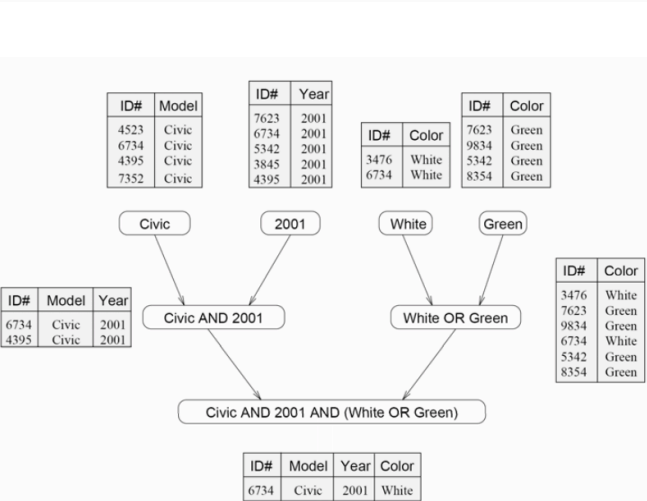 ID# Model
4523 Civic
6734 Civic
4395 Civic
7352 Civic
ID# Year
7623 2001
6734 2001
5342 2001
3845 2001
4395 2001
ID# Color
3476 White
6734 White
ID# Color
7623 Green
9834 Green
5342 Green
8354 Green
Civic
2001
White
Green
ID# Model Year
6734 Civic 2001
4395 Civic 2001
Civic AND 2001
White OR Green
ID# Color
3476 White
7623 Green
9834 Green
6734 White
5342 Green
8354 Green
Civic AND 2001 AND (White OR Green)
ID# Model Year Color
6734 Civic 2001 White